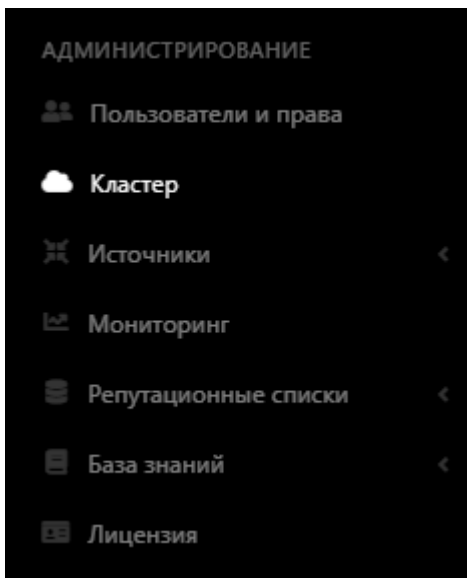 АДМИНИСТРИРОВАНИЕ
Пользователи и права
Кластер
Источники
Мониторинг
Репутационные списки
База знаний
Лицензия